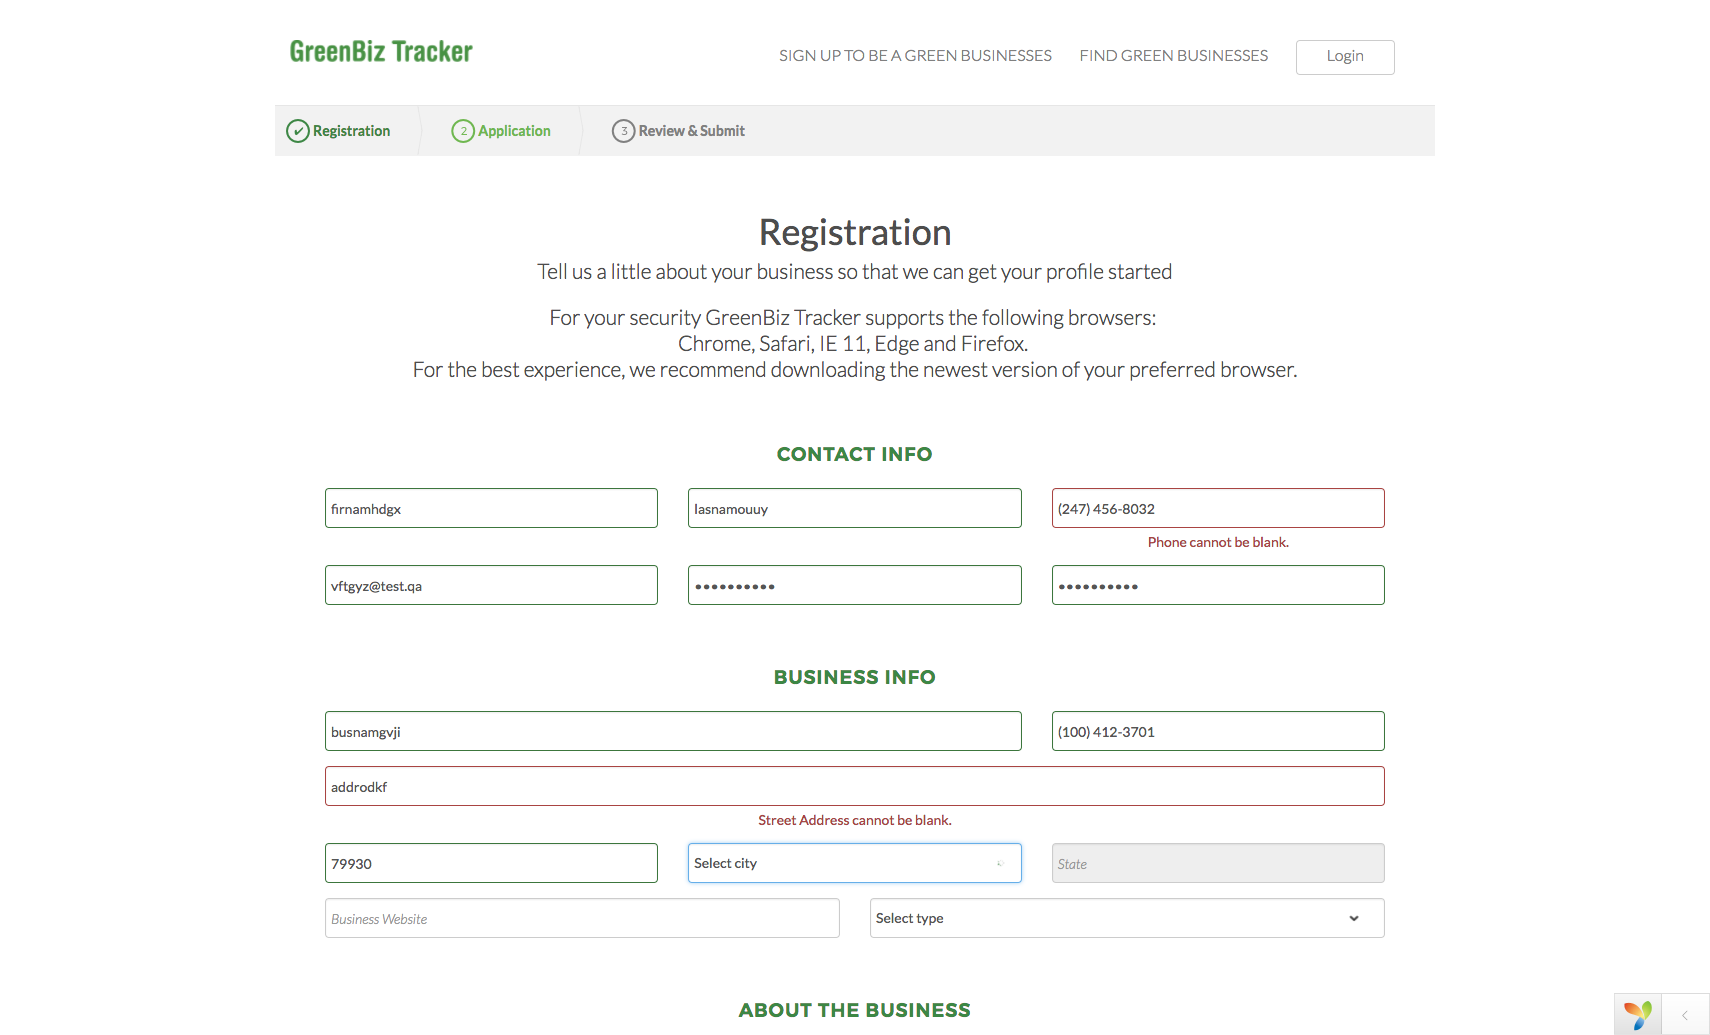 GreenBiz Tracker
SIGN UP TO BE A GREEN BUSINESSES
FIND GREEN BUSINESSES
Login
✓ Registration
2 Application
3 Review & Submit
Registration
Tell us a little about your business so that we can get your profile started
For your security GreenBiz Tracker supports the following browsers:
Chrome, Safari, IE 11, Edge and Firefox.
For the best experience, we recommend downloading the newest version of your preferred browser.
CONTACT INFO
firnamhdgx
lasnamouuy
(247) 456-8032
Phone cannot be blank.
vftgyz@test.qa
••••••••••
••••••••••
BUSINESS INFO
busnamgvji
(100) 412-3701
addrodkf
Street Address cannot be blank.
79930
Select city
State
Business Website
Select type
ABOUT THE BUSINESS